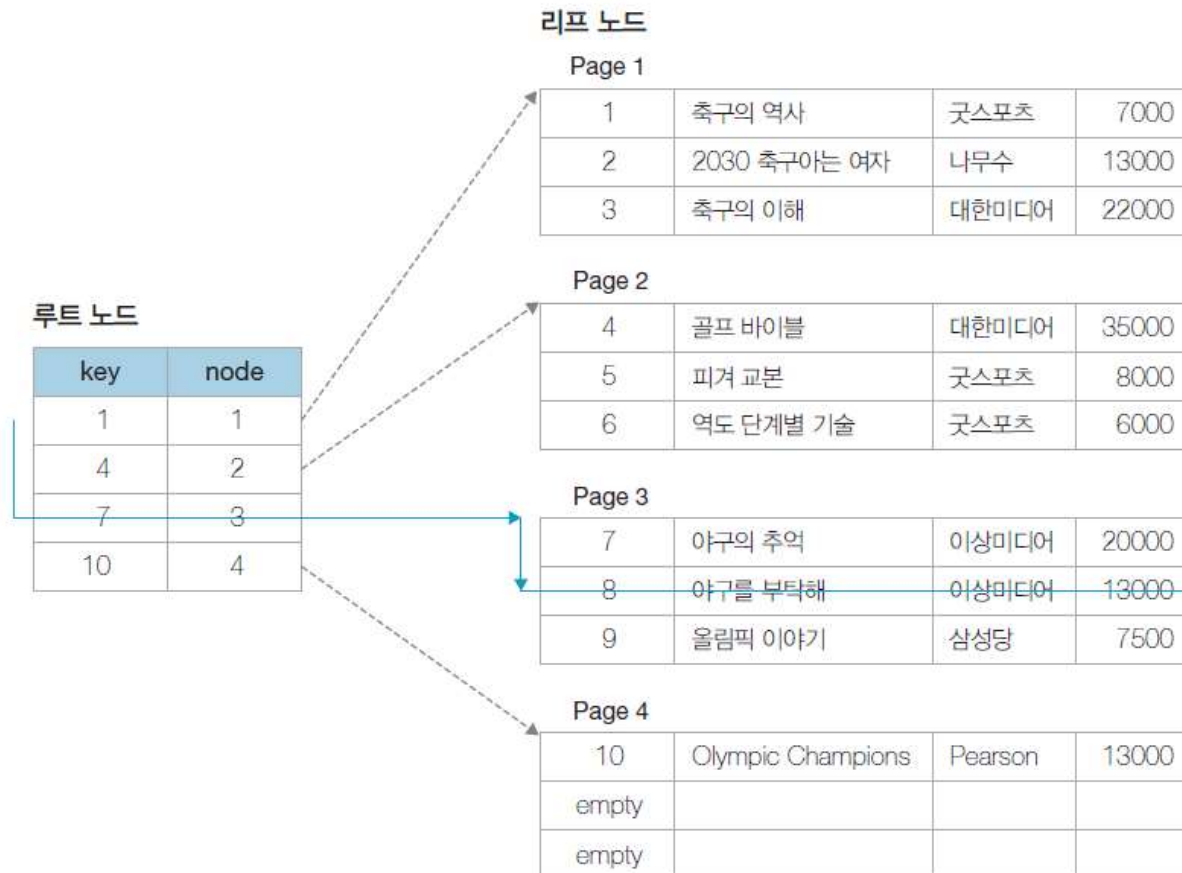 리프 노드
Page 1
1 축구의 역사 굿스포츠 7000
2 2030 축구아는 여자 나무수 13000
3 축구의 이해 대한미디어 22000
Page 2
4 골프 바이블 대한미디어 35000
5 피겨 교본 굿스포츠 8000
6 역도 단계별 기술 굿스포츠 6000
루트 노드
key node
1 1
4 2
7 3
10 4
Page 3
7 야구의 추억 이상미디어 20000
8 야구를 부탁해 이상미디어 13000
9 올림픽 이야기 삼성당 7500
Page 4
10 Olympic Champions Pearson 13000
empty
empty